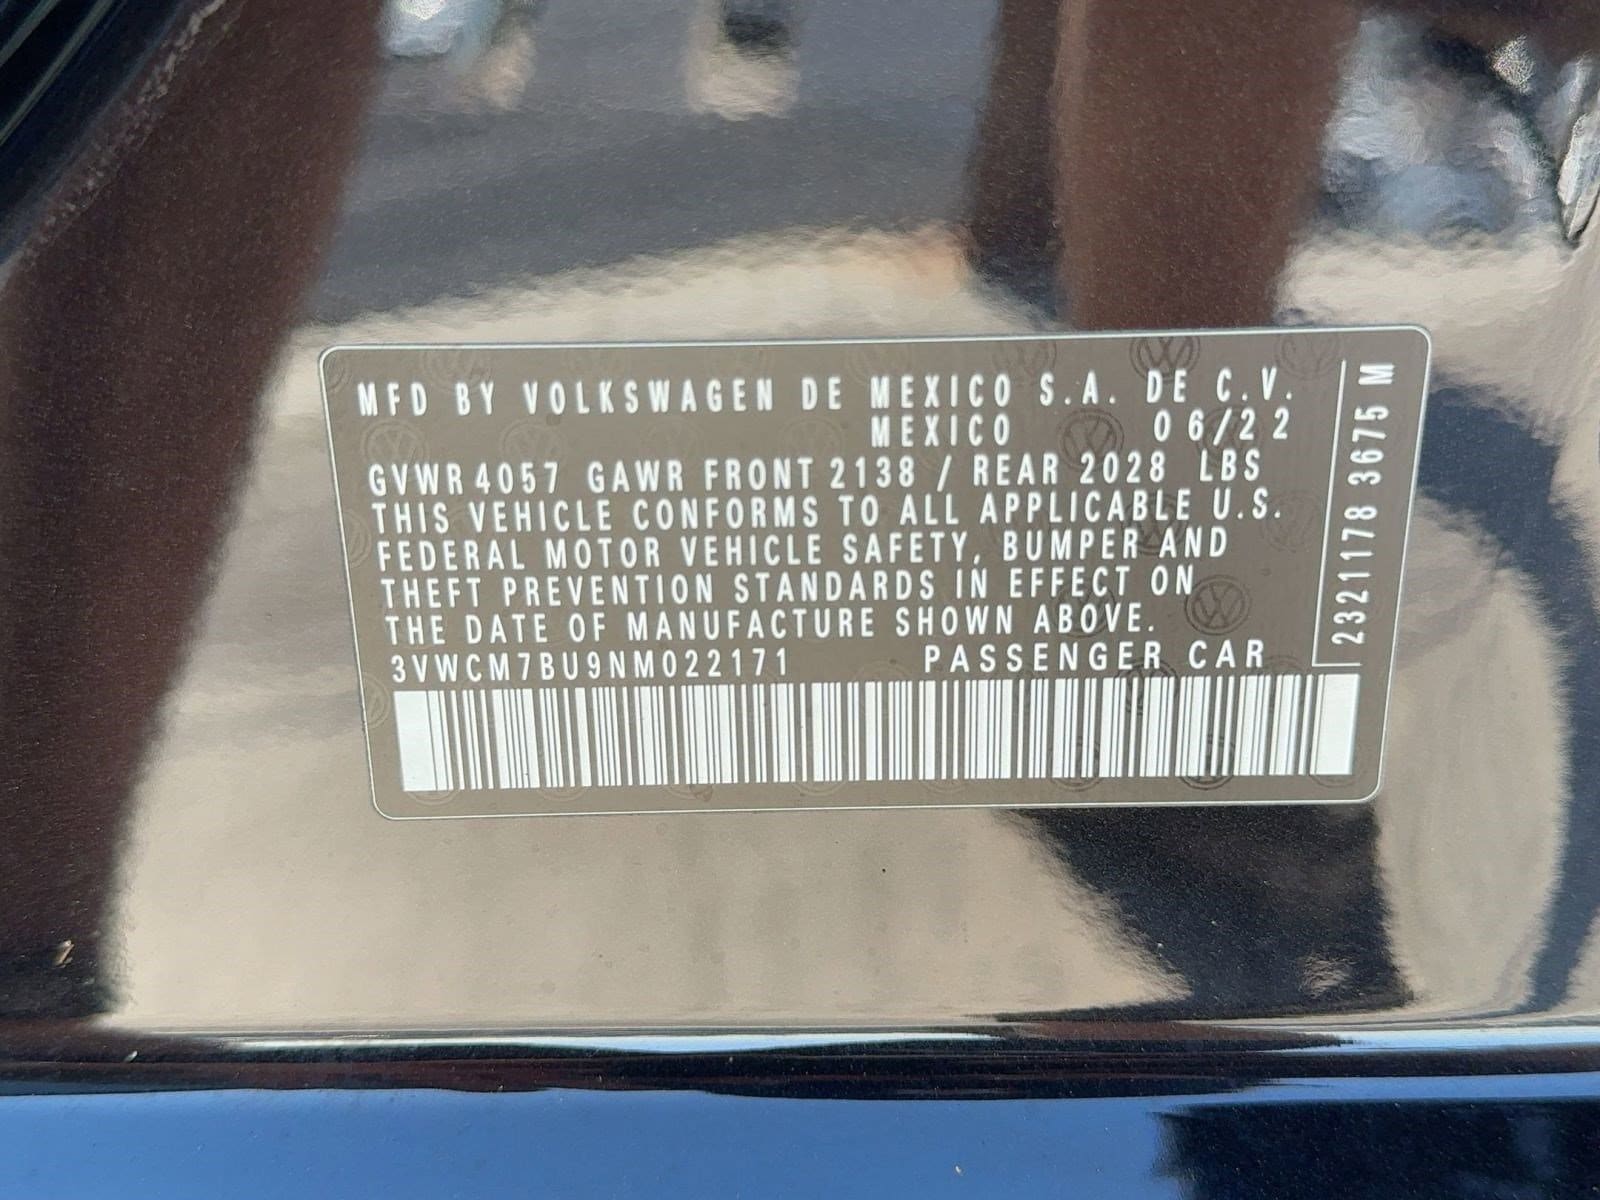 MFD BY VOLKSWAGEN DE MEXICO S.A. DE C.V.
MEXICO 06/22
GVWR 4057 GAWR FRONT 2138 / REAR 2028 LBS
THIS VEHICLE CONFORMS TO ALL APPLICABLE U.S.
FEDERAL MOTOR VEHICLE SAFETY, BUMPER AND
THEFT PREVENTION STANDARDS IN EFFECT ON
THE DATE OF MANUFACTURE SHOWN ABOVE.
3VWCM7BU9NM022171 PASSENGER CAR
2321178 3675 M